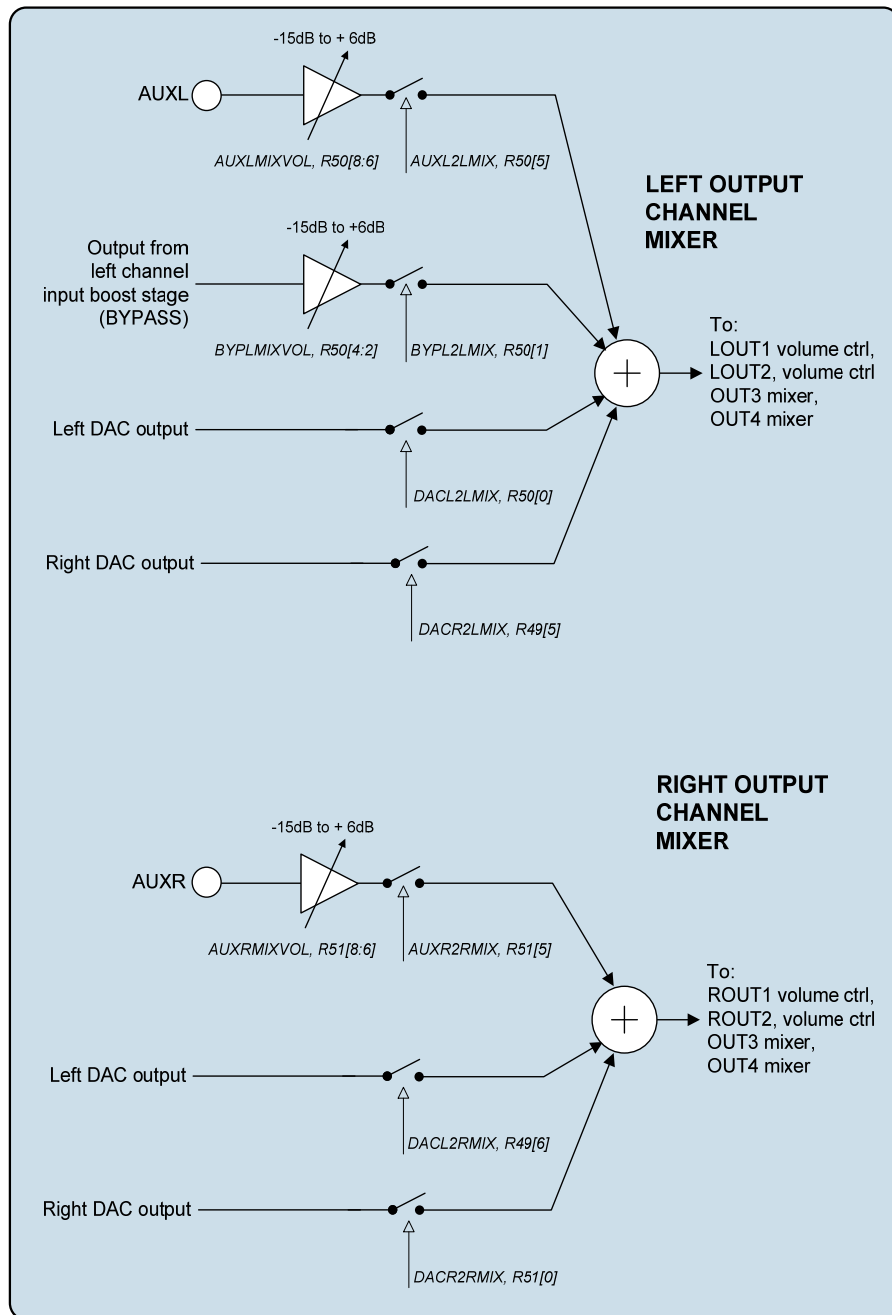 -15dB to + 6dB
AUXL
AUXLMIXVOL, R50[8:6]
AUXL2LMIX, R50[5]
LEFT OUTPUT
CHANNEL
MIXER
-15dB to +6dB
Output from
left channel
input boost stage
(BYPASS)
BYPLMIXVOL, R50[4:2]
BYPL2LMIX, R50[1]
To:
LOUT1 volume ctrl,
LOUT2, volume ctrl
OUT3 mixer,
OUT4 mixer
Left DAC output
DACL2LMIX, R50[0]
Right DAC output
DACR2LMIX, R49[5]
RIGHT OUTPUT
CHANNEL
MIXER
-15dB to + 6dB
AUXR
AUXRMIXVOL, R51[8:6]
AUXR2RMIX, R51[5]
To:
ROUT1 volume ctrl,
ROUT2, volume ctrl
OUT3 mixer,
OUT4 mixer
Left DAC output
DACL2RMIX, R49[6]
Right DAC output
DACR2RMIX, R51[0]